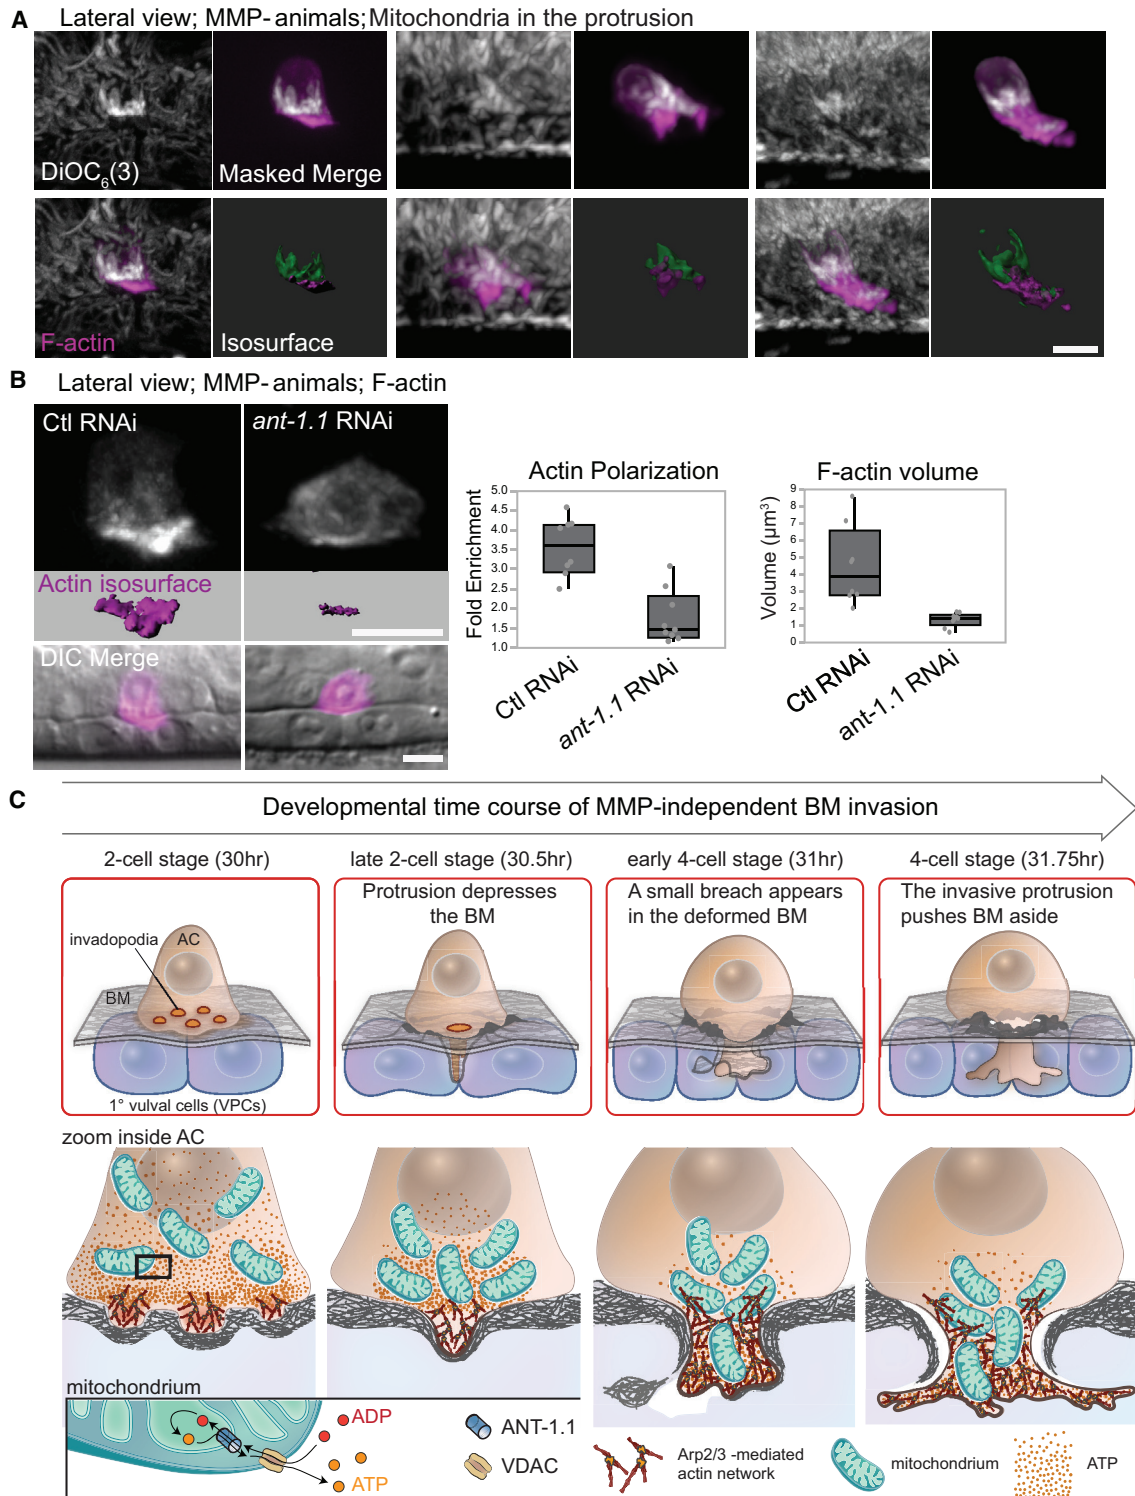 A
Lateral view; MMP- animals; Mitochondria in the protrusion
DiOC6(3)
Masked Merge
F-actin
Isosurface
B
Lateral view; MMP- animals; F-actin
Ctl RNAi
ant-1.1 RNAi
Actin isosurface
DIC Merge
Actin Polarization
Fold Enrichment
5.0
4.5
4.0
3.5
3.0
2.5
2.0
1.5
1.0
Ctl RNAi
ant-1.1 RNAi
F-actin volume
Volume (µm³)
9
8
7
6
5
4
3
2
1
0
Ctl RNAi
ant-1.1 RNAi
C
Developmental time course of MMP-independent BM invasion
2-cell stage (30hr)
late 2-cell stage (30.5hr)
early 4-cell stage (31hr)
4-cell stage (31.75hr)
invadopodia
AC
BM
1° vulval cells (VPCs)
Protrusion depresses
the BM
A small breach appears
in the deformed BM
The invasive protrusion
pushes BM aside
zoom inside AC
mitochondrium
ADP
ATP
ANT-1.1
VDAC
Arp2/3 -mediated
actin network
mitochondrium
ATP